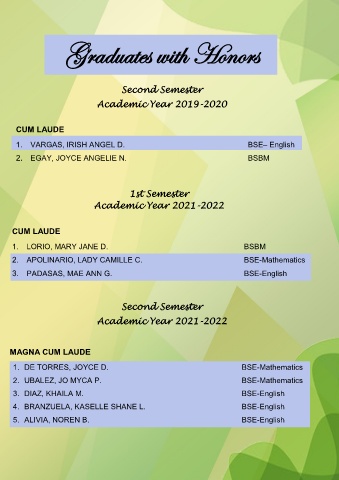 Graduates with Honors
Second Semester
Academic Year 2019-2020
CUM LAUDE
1. VARGAS, IRISH ANGEL D. BSE– English
2. EGAY, JOYCE ANGELIE N. BSBM
1st Semester
Academic Year 2021-2022
CUM LAUDE
1. LORIO, MARY JANE D. BSBM
2. APOLINARIO, LADY CAMILLE C. BSE-Mathematics
3. PADASAS, MAE ANN G. BSE-English
Second Semester
Academic Year 2021-2022
MAGNA CUM LAUDE
1. DE TORRES, JOYCE D. BSE-Mathematics
2. UBALEZ, JO MYCA P. BSE-Mathematics
3. DIAZ, KHAILA M. BSE-English
4. BRANZUELA, KASELLE SHANE L. BSE-English
5. ALIVIA, NOREN B. BSE-English